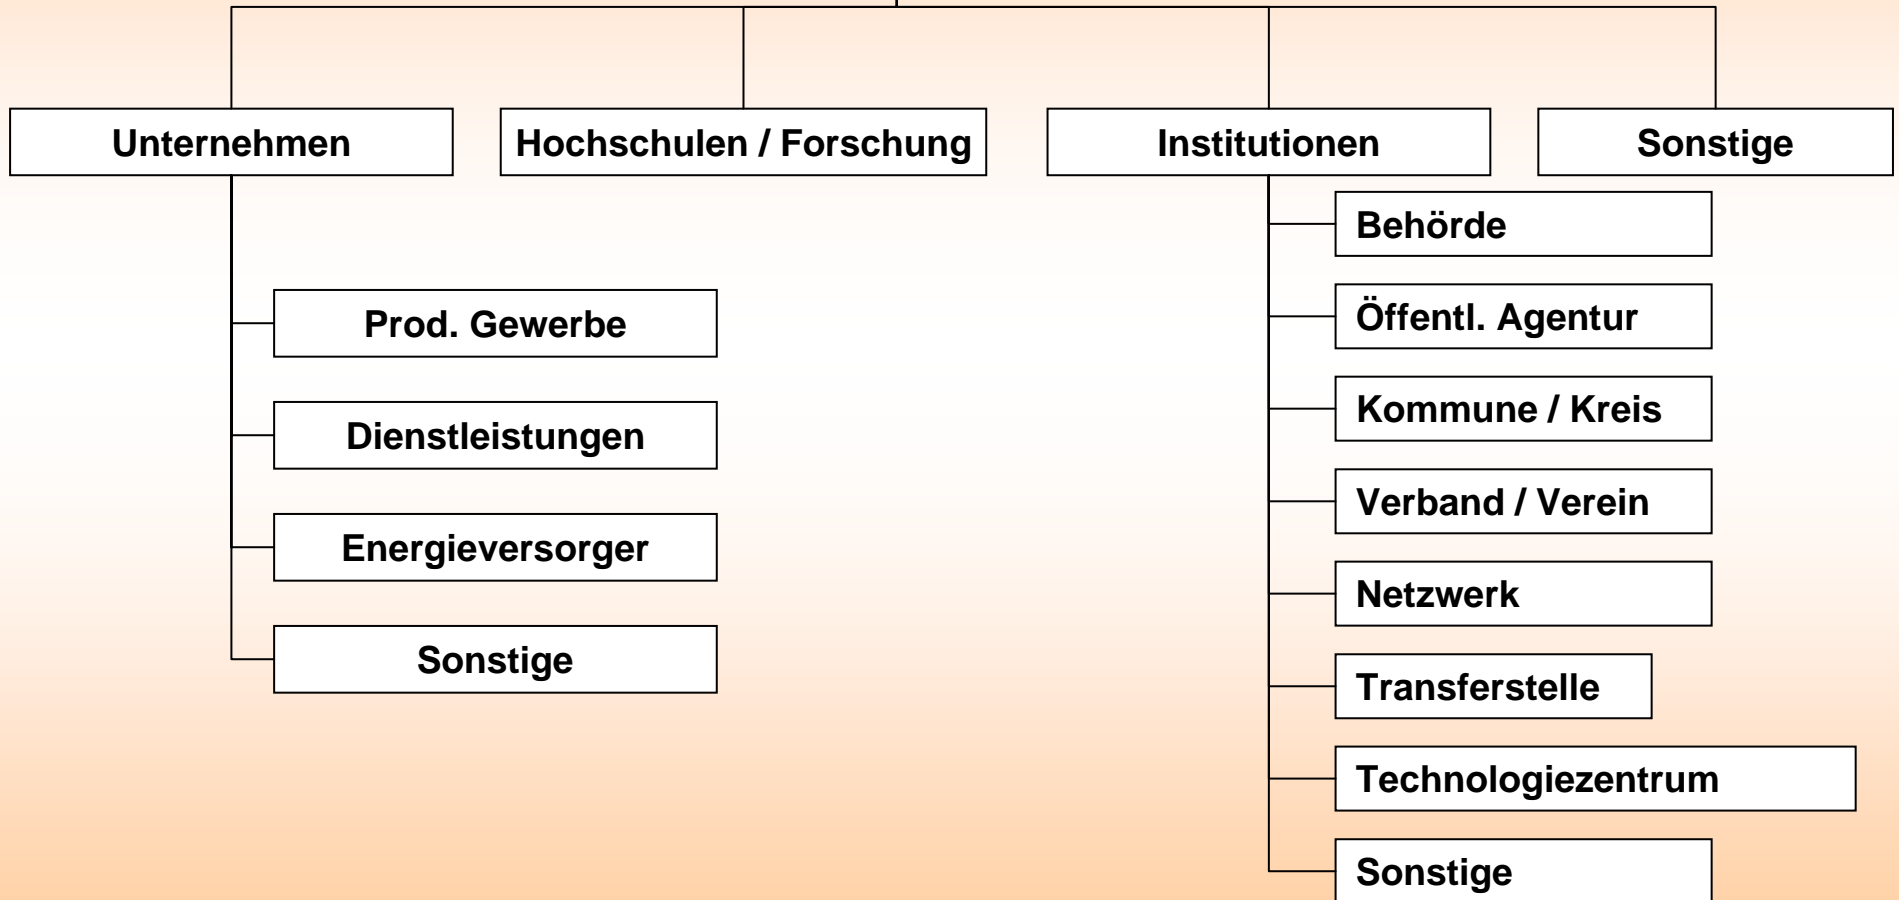 Unternehmen
Hochschulen / Forschung
Institutionen
Sonstige
Prod. Gewerbe
Dienstleistungen
Energieversorger
Sonstige
Behörde
Öffentl. Agentur
Kommune / Kreis
Verband / Verein
Netzwerk
Transferstelle
Technologiezentrum
Sonstige